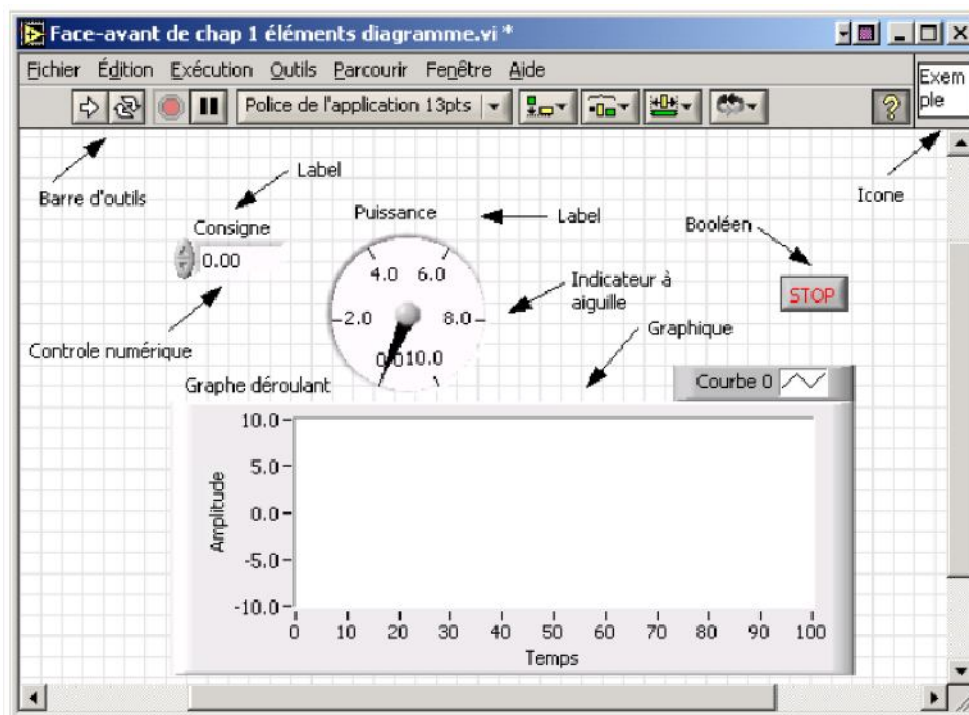 Face-avant de chap 1 éléments diagramme.vi *
Fichier Édition Exécution Outils Parcourir Fenêtre Aide
Exem
ple
Police de l'application 13pts
?
Barre d'outils
Label
Icone
Consigne
0.00
Puissance
Label
Booléen
STOP
4.0 6.0
2.0 8.0
0.0 10.0
Indicateur à
aiguille
Controle numérique
Graphique
Graphe déroulant
Courbe 0
10.0
5.0
0.0
-5.0
-10.0
Amplitude
0 10 20 30 40 50 60 70 80 90 100
Temps